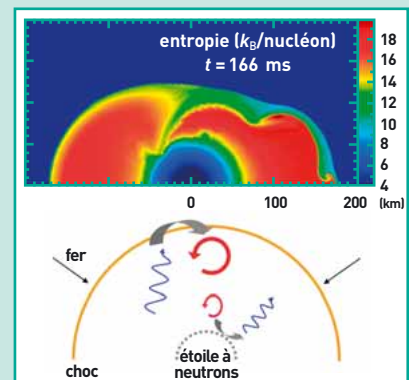 entropie (kB/nucléon)
t = 166 ms
18
16
14
12
10
8
6
4
0 100 200 (km)
fer
choc
étoile à
neutrons